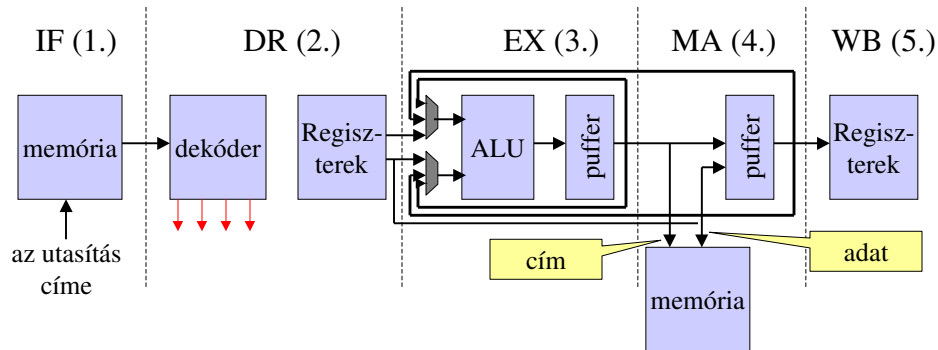 IF (1.)
DR (2.)
EX (3.)
MA (4.)
WB (5.)
memória
dekóder
Regisz-
terek
ALU
puffer
puffer
Regisz-
terek
az utasítás
címe
cím
adat
memória